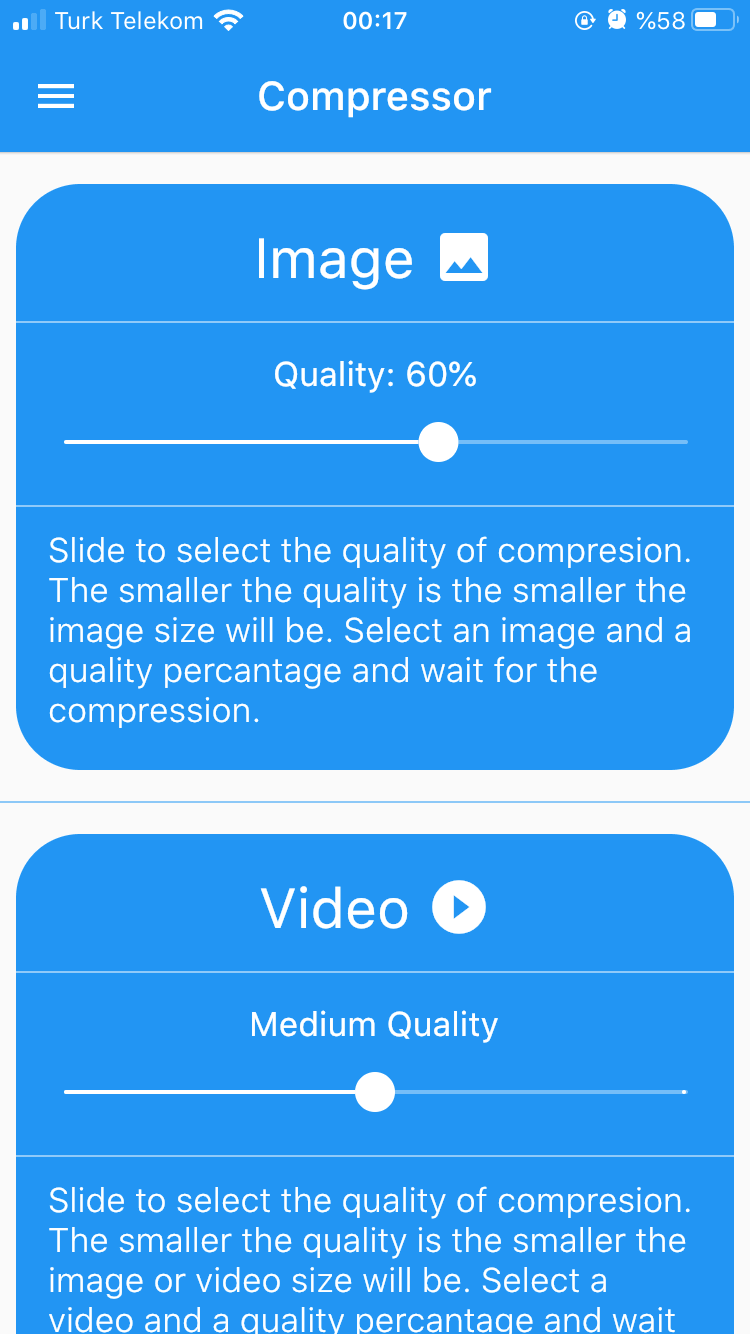 Turk Telekom 00:17 %58
Compressor
Image
Quality: 60%
Slide to select the quality of compresion.
The smaller the quality is the smaller the
image size will be. Select an image and a
quality percantage and wait for the
compression.
Video
Medium Quality
Slide to select the quality of compresion.
The smaller the quality is the smaller the
image or video size will be. Select a
video and a quality percantage and wait